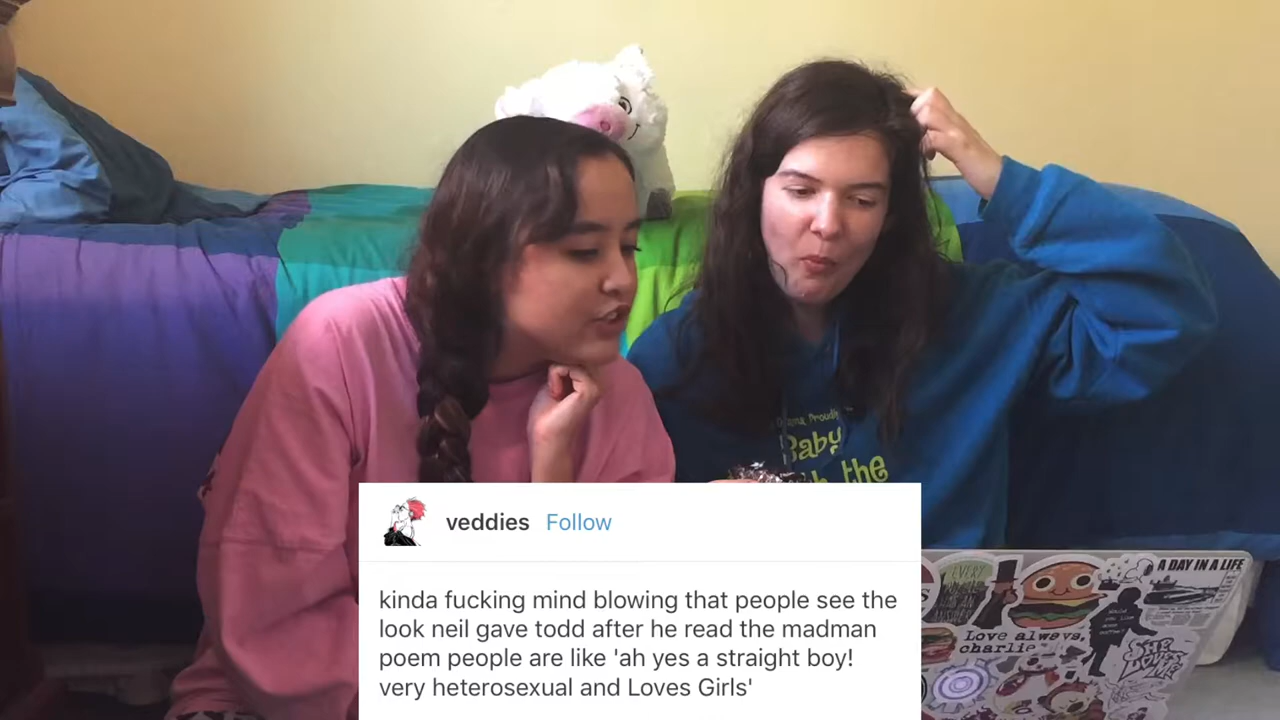 Baby
the
veddies Follow
kinda fucking mind blowing that people see the
look neil gave todd after he read the madman
poem people are like 'ah yes a straight boy!
very heterosexual and Loves Girls'
A DAY IN A LIFE
Love always,
charlie
SHE
LOVES